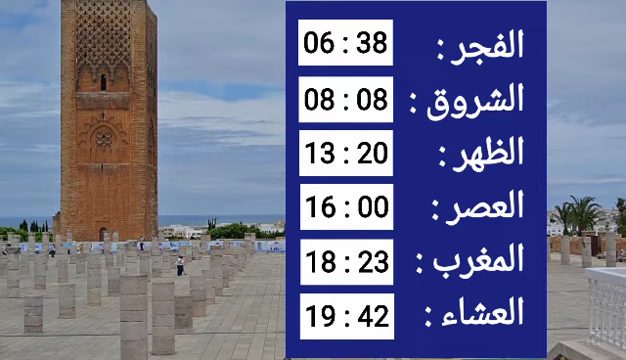 الفجر : 06 : 38
الشروق : 08 : 08
الظهر : 13 : 20
العصر : 16 : 00
المغرب : 18 : 23
العشاء : 19 : 42